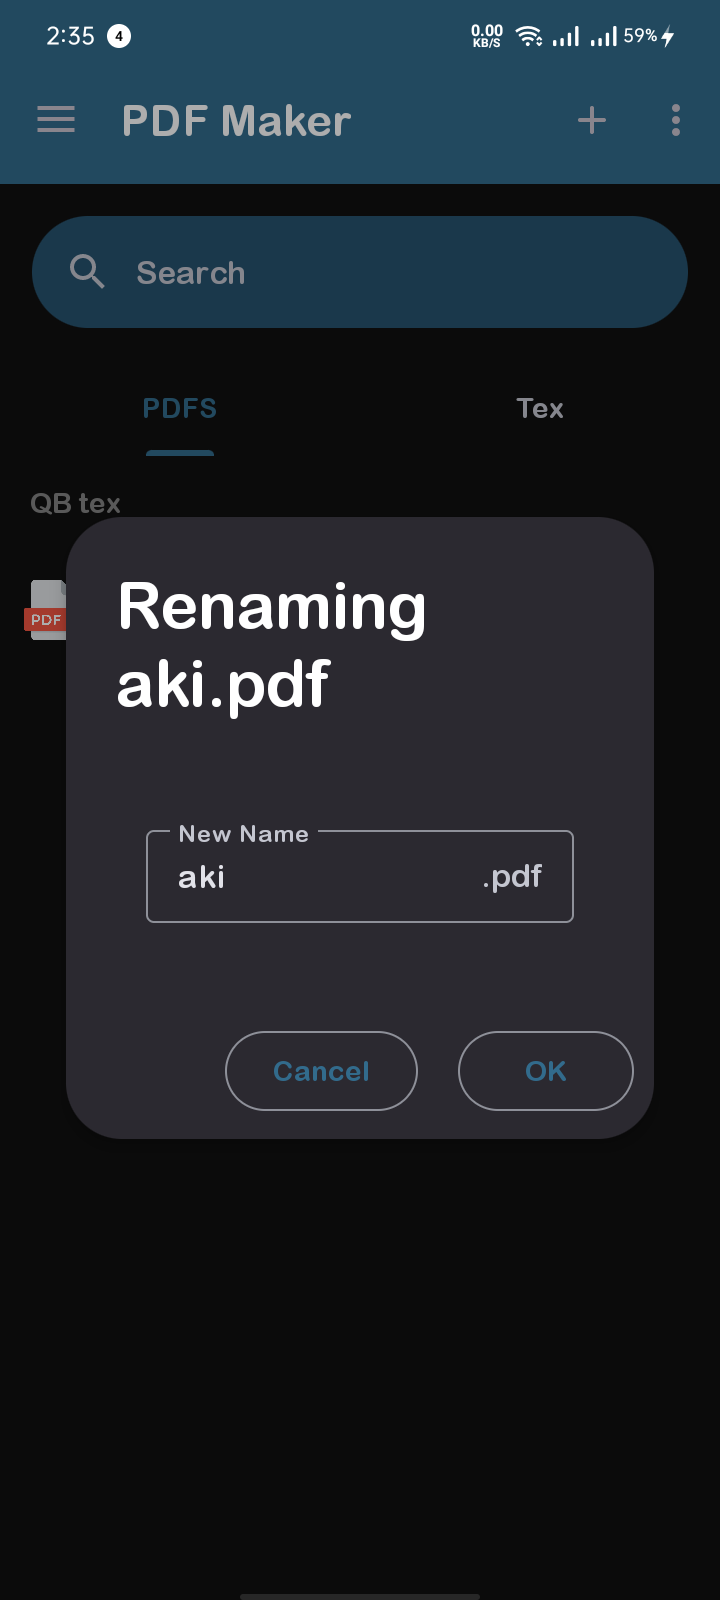 2:35 4 0.00 KB/S 59%
PDF Maker
Search
PDFS Tex
QB tex
PDF
Renaming
aki.pdf
New Name
aki .pdf
Cancel OK